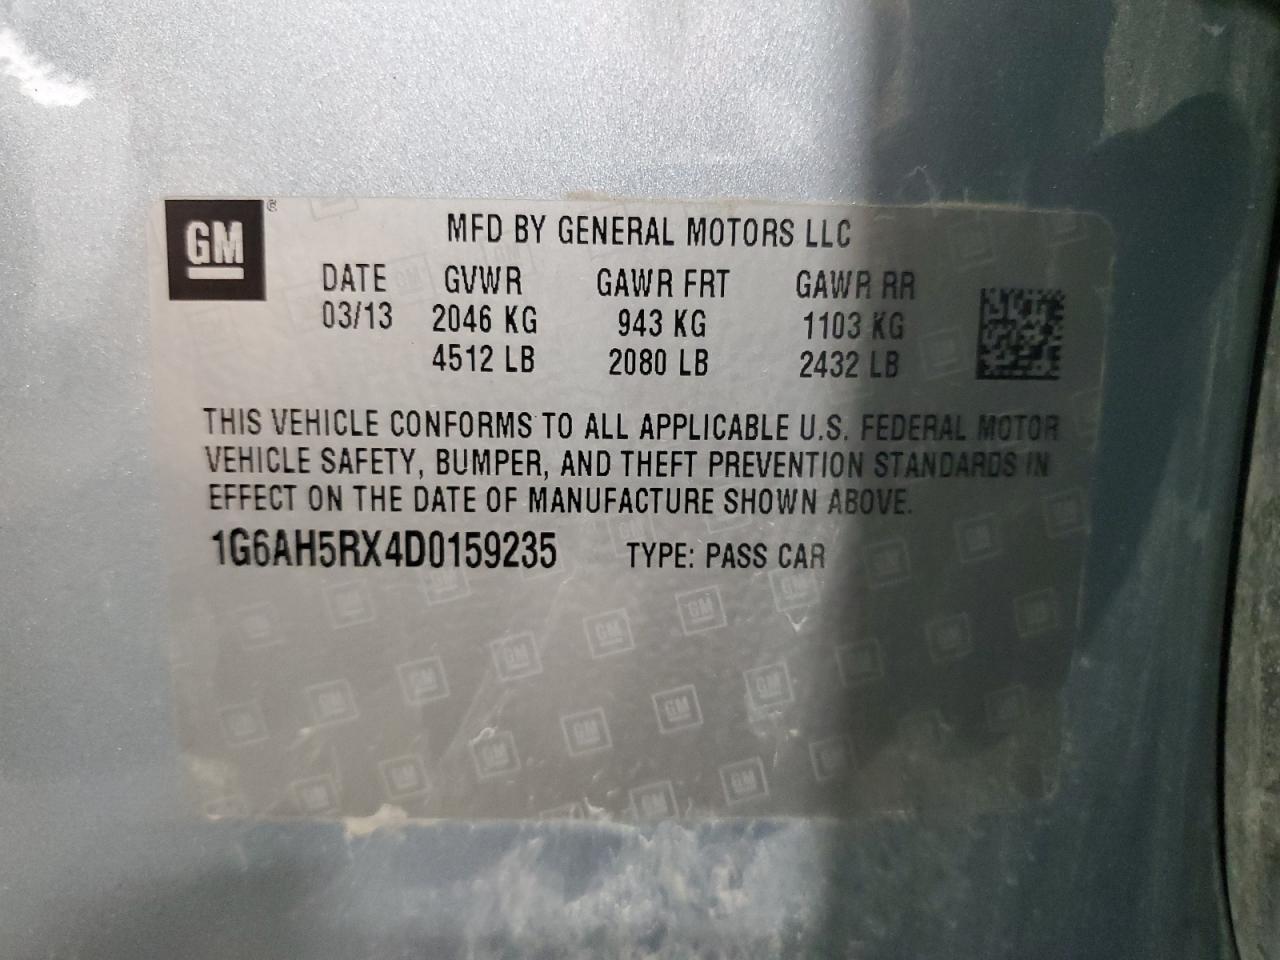 GM ®
MFD BY GENERAL MOTORS LLC
DATE GVWR GAWR FRT GAWR RR
03/13 2046 KG 943 KG 1103 KG
4512 LB 2080 LB 2432 LB
THIS VEHICLE CONFORMS TO ALL APPLICABLE U.S. FEDERAL MOTOR
VEHICLE SAFETY, BUMPER, AND THEFT PREVENTION STANDARDS IN
EFFECT ON THE DATE OF MANUFACTURE SHOWN ABOVE.
1G6AH5RX4D0159235 TYPE: PASS CAR